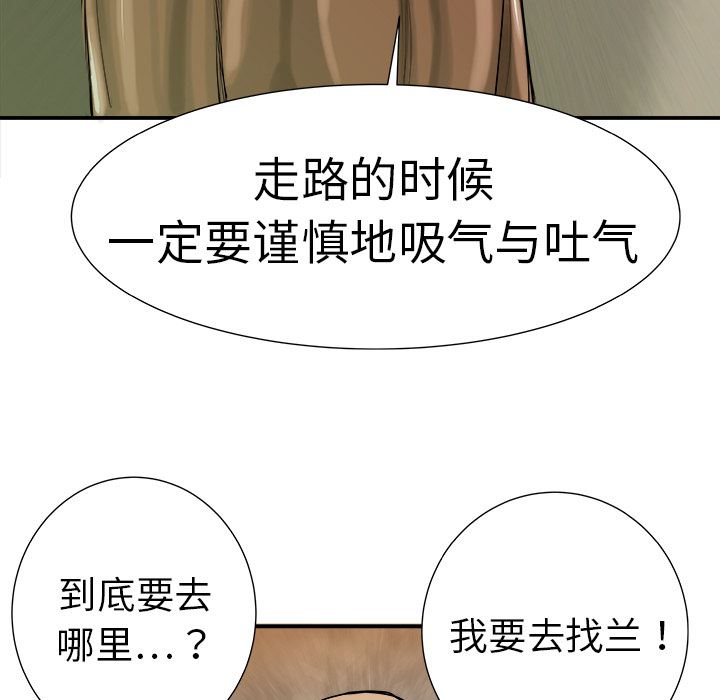 走路的时候
一定要谨慎地吸气与吐气
到底要去
哪里...？
我要去找兰！